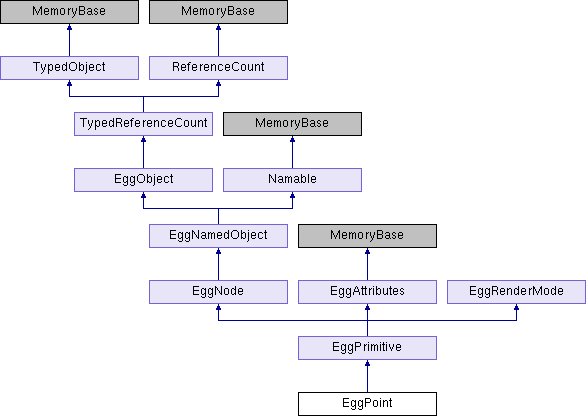 MemoryBase
MemoryBase
TypedObject
ReferenceCount
TypedReferenceCount
MemoryBase
EggObject
Namable
EggNamedObject
MemoryBase
EggNode
EggAttributes
EggRenderMode
EggPrimitive
EggPoint